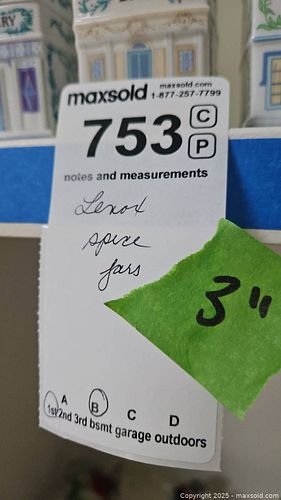 RY
maxsold maxsold.com
1-877-257-7799
753 C
P
notes and measurements
Lenox
spice
jars
3"
A B C D
1st 2nd 3rd bsmt garage outdoors
Copyright 2025 - maxsold.com